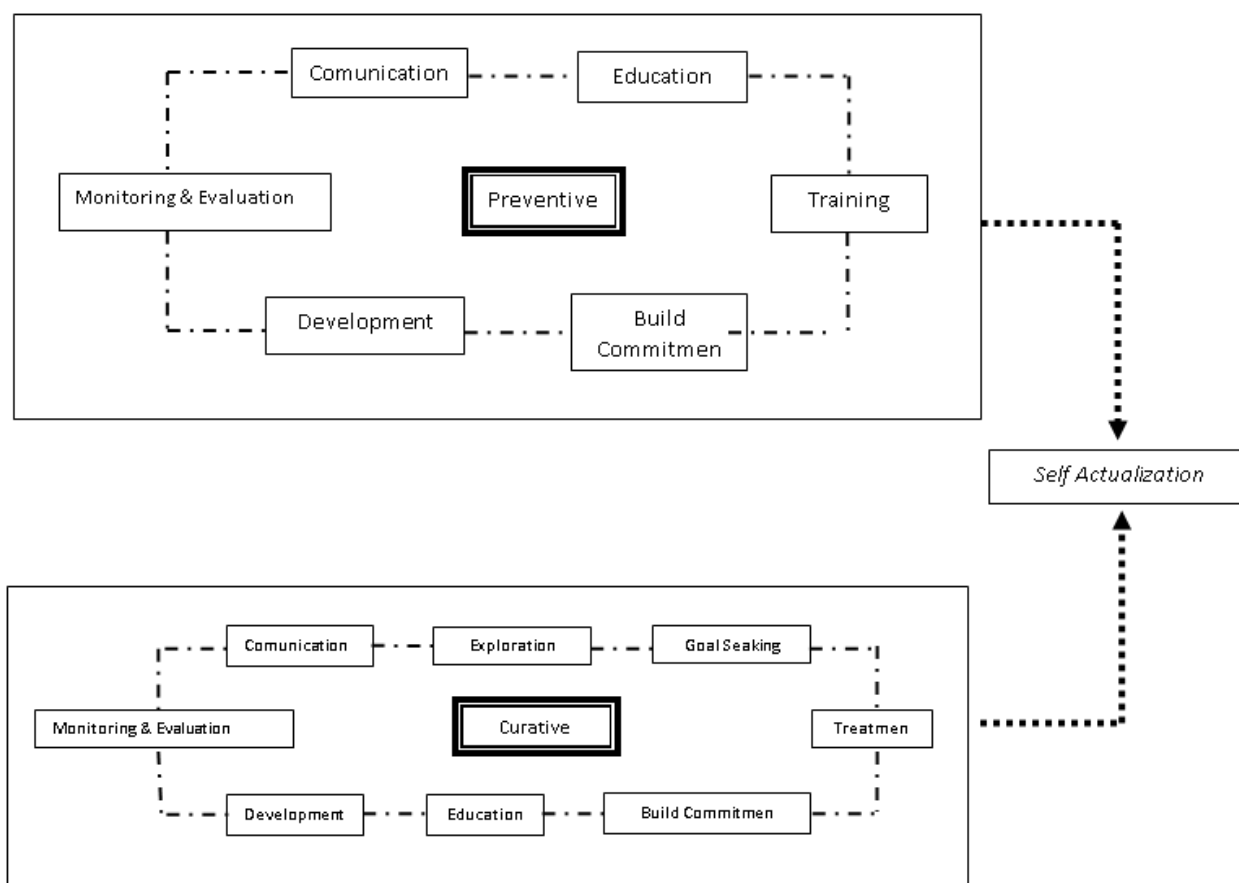 Comunication
Education
Monitoring & Evaluation
Preventive
Training
Development
Build
Commitmen
Self Actualization
Comunication
Exploration
Goal Seaking
Monitoring & Evaluation
Curative
Treatmen
Development
Education
Build Commitmen